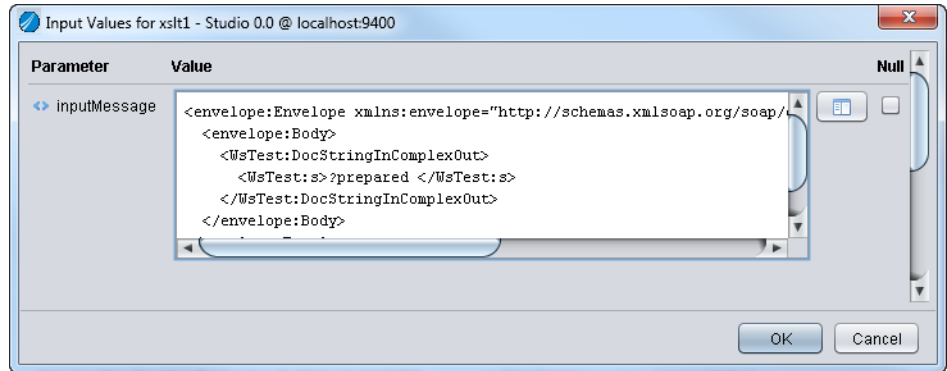 Input Values for xslt1 - Studio 0.0 @ localhost:9400
Parameter Value Null
inputMessage
<envelope:Envelope xmlns:envelope="http://schemas.xmlsoap.org/soap/
<envelope:Body>
<WsTest:DocStringInComplexOut>
<WsTest:s>?prepared </WsTest:s>
</WsTest:DocStringInComplexOut>
</envelope:Body>
OK Cancel